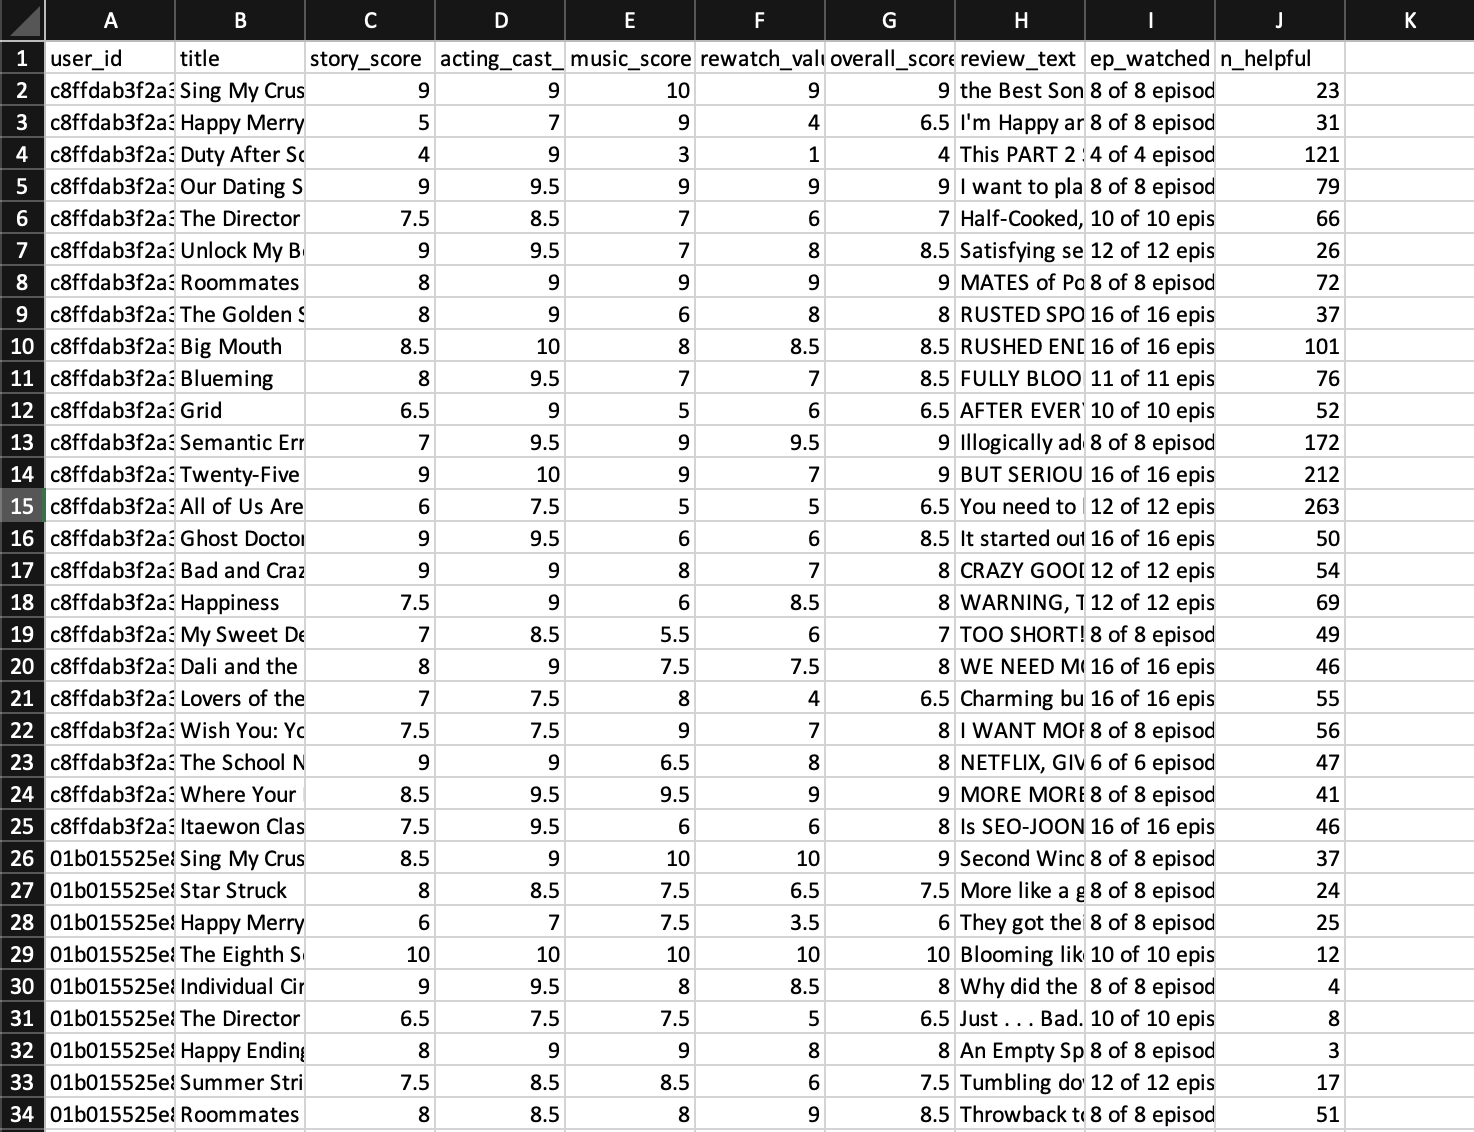 A B C D E F G H I J K
1 user_id title story_score acting_cast_ music_score rewatch_valu overall_score review_text ep_watched n_helpful
2 c8ffdab3f2a3 Sing My Crus 9 9 10 9 9 the Best Son 8 of 8 episod 23
3 c8ffdab3f2a3 Happy Merry 5 7 9 4 6.5 I'm Happy ar 8 of 8 episod 31
4 c8ffdab3f2a3 Duty After Sc 4 9 3 1 4 This PART 2 4 of 4 episod 121
5 c8ffdab3f2a3 Our Dating S 9 9.5 9 9 9 I want to pla 8 of 8 episod 79
6 c8ffdab3f2a3 The Director 7.5 8.5 7 6 7 Half-Cooked, 10 of 10 epis 66
7 c8ffdab3f2a3 Unlock My B 9 9.5 7 8 8.5 Satisfying se 12 of 12 epis 26
8 c8ffdab3f2a3 Roommates 8 9 9 9 9 MATES of Po 8 of 8 episod 72
9 c8ffdab3f2a3 The Golden S 8 9 6 8 8 RUSTED SPO 16 of 16 epis 37
10 c8ffdab3f2a3 Big Mouth 8.5 10 8 8.5 8.5 RUSHED END 16 of 16 epis 101
11 c8ffdab3f2a3 Blueming 8 9.5 7 7 8.5 FULLY BLOO 11 of 11 epis 76
12 c8ffdab3f2a3 Grid 6.5 9 5 6 6.5 AFTER EVER 10 of 10 epis 52
13 c8ffdab3f2a3 Semantic Err 7 9.5 9 9.5 9 Illogically ad 8 of 8 episod 172
14 c8ffdab3f2a3 Twenty-Five 9 10 9 7 9 BUT SERIOU 16 of 16 epis 212
15 c8ffdab3f2a3 All of Us Are 6 7.5 5 5 6.5 You need to 12 of 12 epis 263
16 c8ffdab3f2a3 Ghost Doctor 9 9.5 6 6 8.5 It started out 16 of 16 epis 50
17 c8ffdab3f2a3 Bad and Craz 9 9 8 7 8 CRAZY GOOD 12 of 12 epis 54
18 c8ffdab3f2a3 Happiness 7.5 9 6 8.5 8 WARNING, T 12 of 12 epis 69
19 c8ffdab3f2a3 My Sweet De 7 8.5 5.5 6 7 TOO SHORT! 8 of 8 episod 49
20 c8ffdab3f2a3 Dali and the 8 9 7.5 7.5 8 WE NEED MO 16 of 16 epis 46
21 c8ffdab3f2a3 Lovers of the 7 7.5 8 4 6.5 Charming bu 16 of 16 epis 55
22 c8ffdab3f2a3 Wish You: Yo 7.5 7.5 9 7 8 I WANT MOR 8 of 8 episod 56
23 c8ffdab3f2a3 The School N 9 9 6.5 8 8 NETFLIX, GIV 6 of 6 episod 47
24 c8ffdab3f2a3 Where Your 8.5 9.5 9.5 9 9 MORE MORE 8 of 8 episod 41
25 c8ffdab3f2a3 Itaewon Clas 7.5 9.5 6 6 8 Is SEO-JOON 16 of 16 epis 46
26 01b015525e8 Sing My Crus 8.5 9 10 10 9 Second Wind 8 of 8 episod 37
27 01b015525e8 Star Struck 8 8.5 7.5 6.5 7.5 More like a g 8 of 8 episod 24
28 01b015525e8 Happy Merry 6 7 7.5 3.5 6 They got thei 8 of 8 episod 25
29 01b015525e8 The Eighth Se 10 10 10 10 10 Blooming lik 10 of 10 epis 12
30 01b015525e8 Individual Cir 9 9.5 8 8.5 8 Why did the 8 of 8 episod 4
31 01b015525e8 The Director 6.5 7.5 7.5 5 6.5 Just . . . Bad. 10 of 10 epis 8
32 01b015525e8 Happy Ending 8 9 9 8 8 An Empty Sp 8 of 8 episod 3
33 01b015525e8 Summer Stri 7.5 8.5 8.5 6 7.5 Tumbling do 12 of 12 epis 17
34 01b015525e8 Roommates 8 8.5 8 9 8.5 Throwback to 8 of 8 episod 51